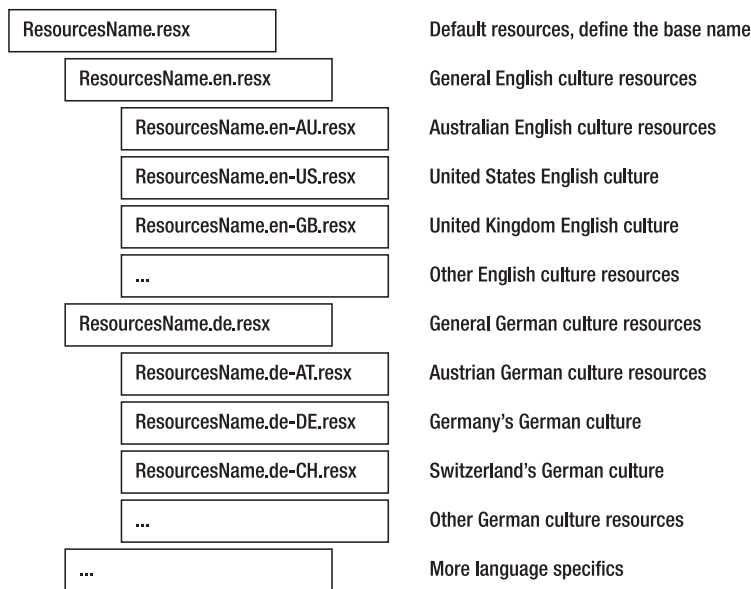 ResourcesName.resx Default resources, define the base name
ResourcesName.en.resx General English culture resources
ResourcesName.en-AU.resx Australian English culture resources
ResourcesName.en-US.resx United States English culture
ResourcesName.en-GB.resx United Kingdom English culture
... Other English culture resources
ResourcesName.de.resx General German culture resources
ResourcesName.de-AT.resx Austrian German culture resources
ResourcesName.de-DE.resx Germany’s German culture
ResourcesName.de-CH.resx Switzerland’s German culture
... Other German culture resources
... More language specifics